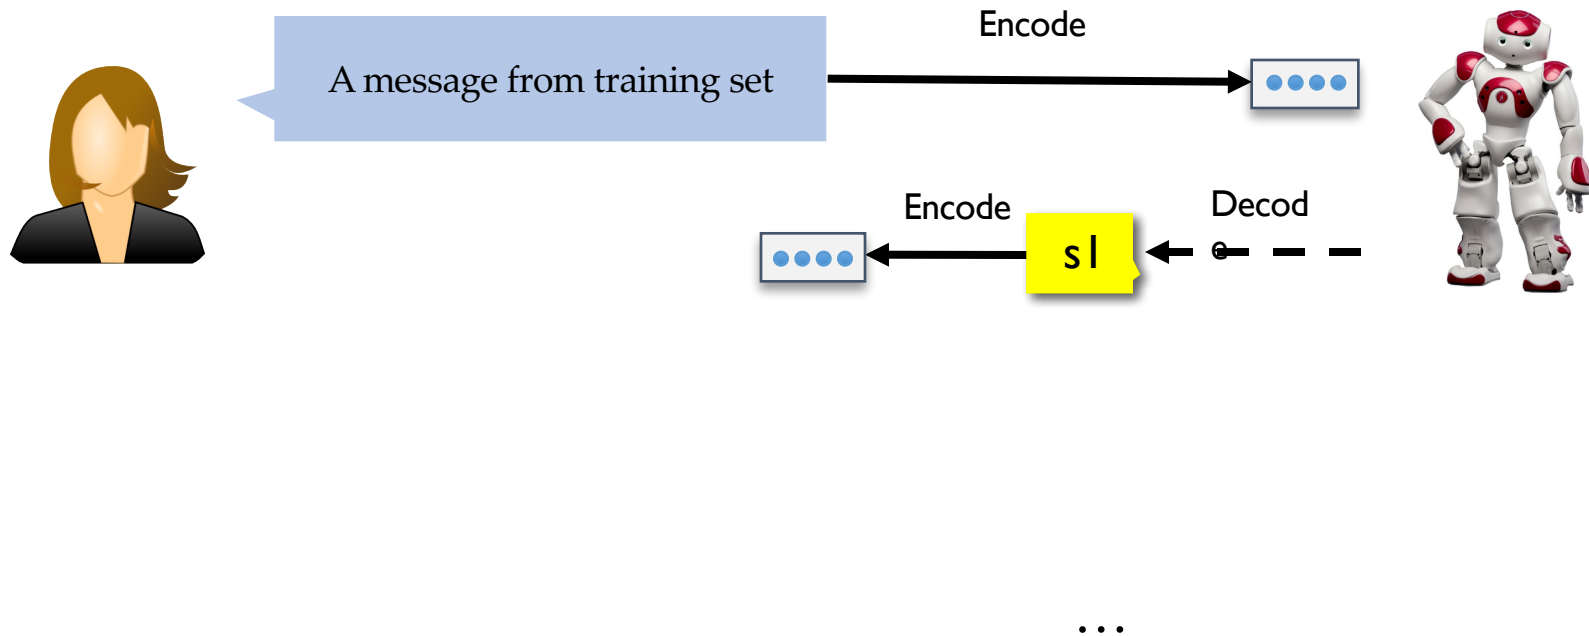 Encode
A message from training set
Encode
s1
Decod
e
...